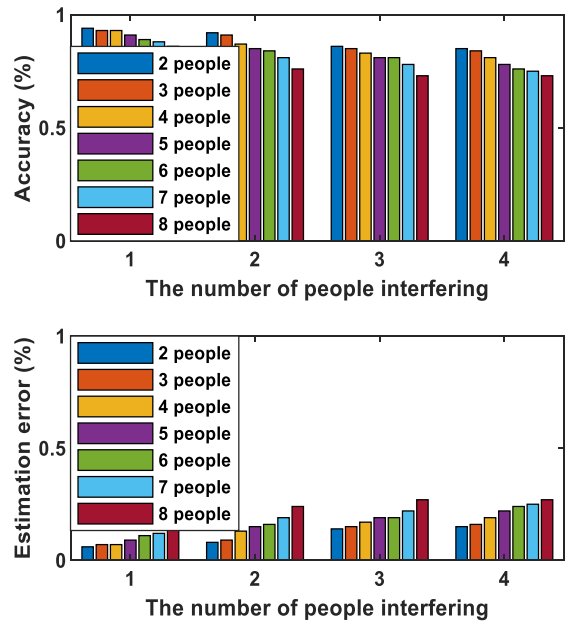 1
0.5
0
Accuracy (%)
2 people
3 people
4 people
5 people
6 people
7 people
8 people
1 2 3 4
The number of people interfering
1
0.5
0
Estimation error (%)
2 people
3 people
4 people
5 people
6 people
7 people
8 people
1 2 3 4
The number of people interfering